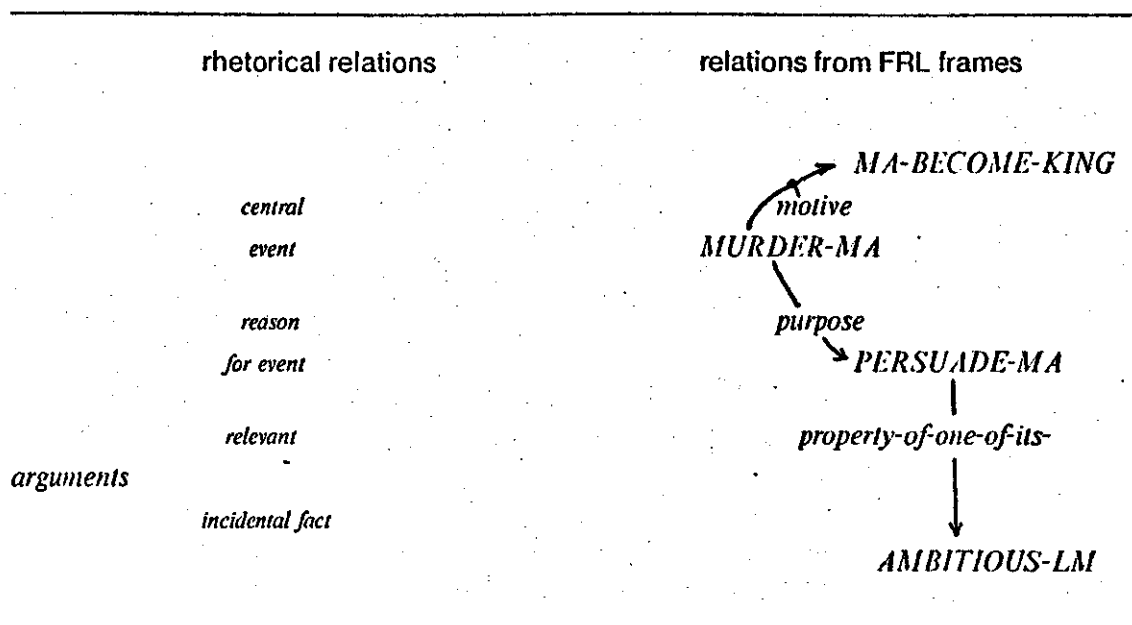 rhetorical relations relations from FRL frames
MA-BECOME-KING
central motive
event MURDER-MA
reason purpose
for event PERSUADE-MA
relevant property-of-one-of-its-
arguments
incidental fact
AMBITIOUS-LM